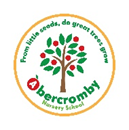 From little seeds, do great trees grow
Abercromby
Nursery School